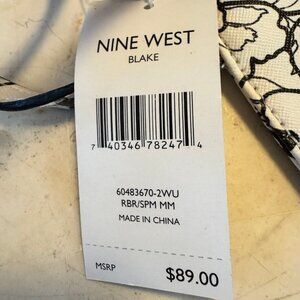 NINE WEST
BLAKE
7 40346 78247 4
60483670-2WU
RBR/SPM MM
MADE IN CHINA
MSRP $89.00